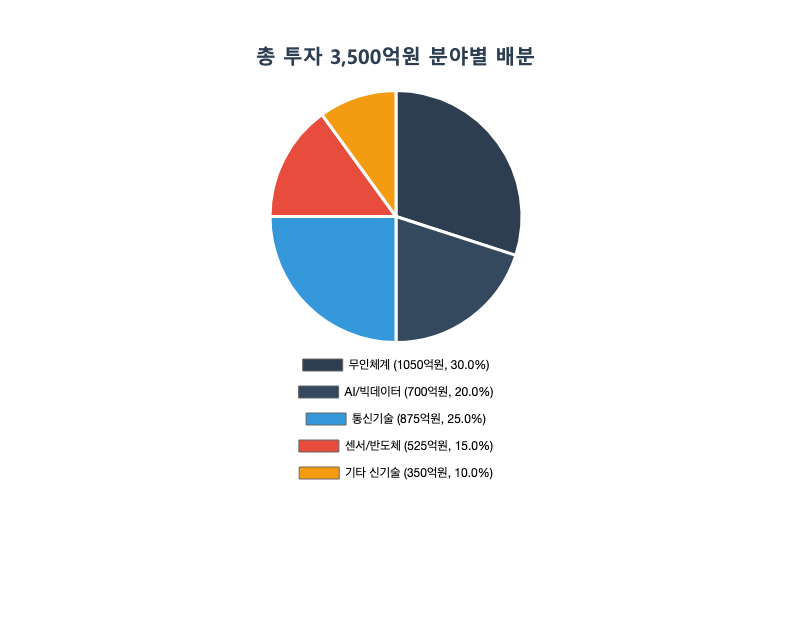 총 투자 3,500억원 분야별 배분
무인체계 (1050억원, 30.0%)
AI/빅데이터 (700억원, 20.0%)
통신기술 (875억원, 25.0%)
센서/반도체 (525억원, 15.0%)
기타 신기술 (350억원, 10.0%)